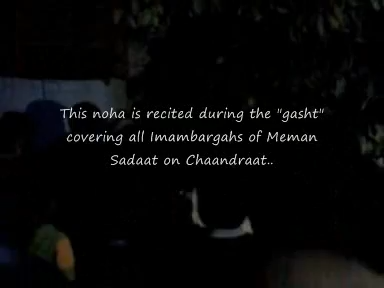 This noha is recited during the "gasht"
covering all Imambargahs of Meman
Sadaat on Chaandraat..